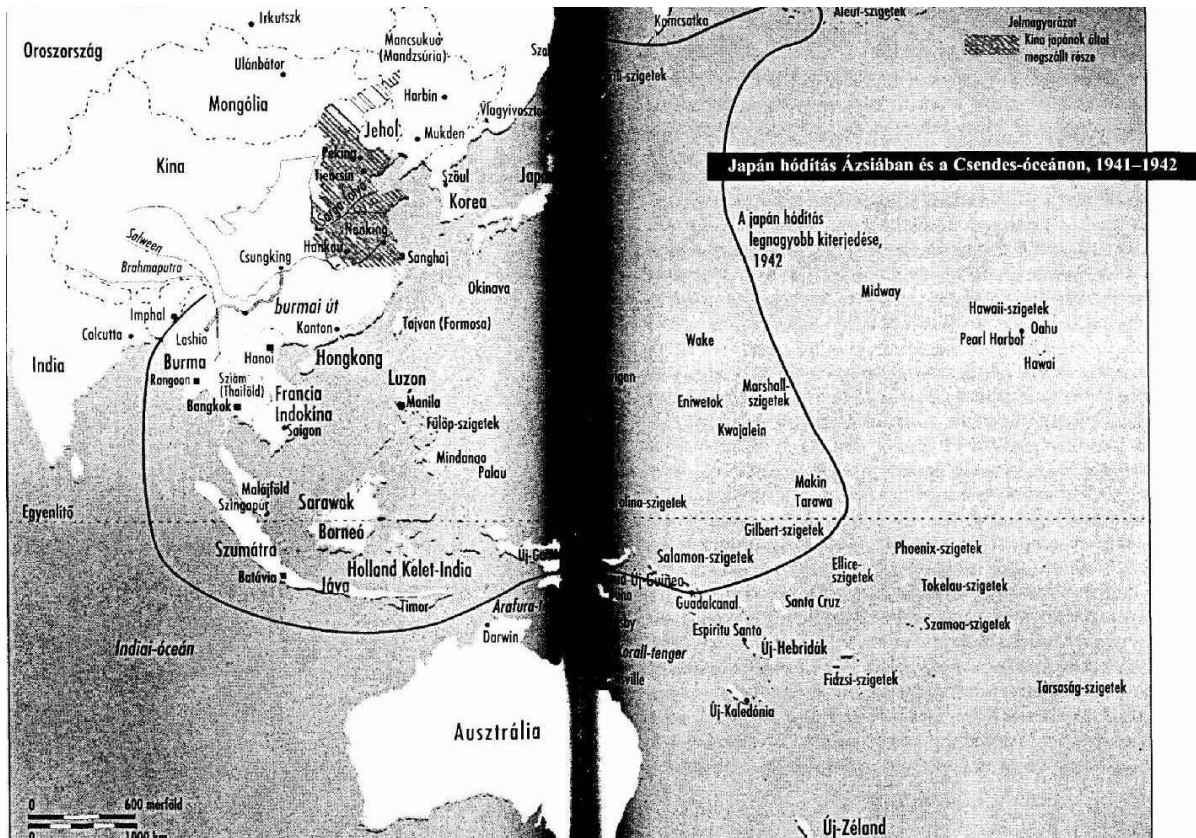 Irkutszk
Oroszország
Mancsukuo
(Mandzsúria)
Ulánbátor
Mongólia
Harbin
Jehol
Mukden
Kína
Peking
Tiencsin
Szöul
Korea
Nanking
Hankou
Sanghaj
Salween
Brahmaputra
Csungking
Okinava
Imphal
burmai út
Calcutta
Lashio
Kanton
Tajvan (Formosa)
India
Burma
Hanoi
Hongkong
Rangoon
Sziám
(Thaiföld)
Luzon
Bangkok
Francia
Indokína
Manila
Saigon
Fülöp-szigetek
Mindanao
Palau
Malájföld
Szingapúr
Sarawak
Egyenlítő
Borneó
Szumátra
Holland Kelet-India
Batávia
Jáva
Timor
Darwin
Indiai-óceán
Ausztrália
0 600 mérföld
0 1000 km
Kamcsatka
Aleut-szigetek
Jelmagyarázat
Kína japánok által
megszállt része
Japán hódítás Ázsiában és a Csendes-óceánon, 1941–1942
A japán hódítás
legnagyobb kiterjedése,
1942
Midway
Hawaii-szigetek
Oahu
Pearl Harbor
Hawai
Wake
Marshall-
szigetek
Eniwetok
Kwajalein
Makin
Tarawa
Gilbert-szigetek
Salamon-szigetek
Phoenix-szigetek
Ellice-
szigetek
Tokelau-szigetek
Guadalcanal
Santa Cruz
Szamoa-szigetek
Espiritu Santo
Új-Hebridák
Korall-tenger
Fidzsi-szigetek
Társaság-szigetek
Új-Kaledónia
Új-Zéland